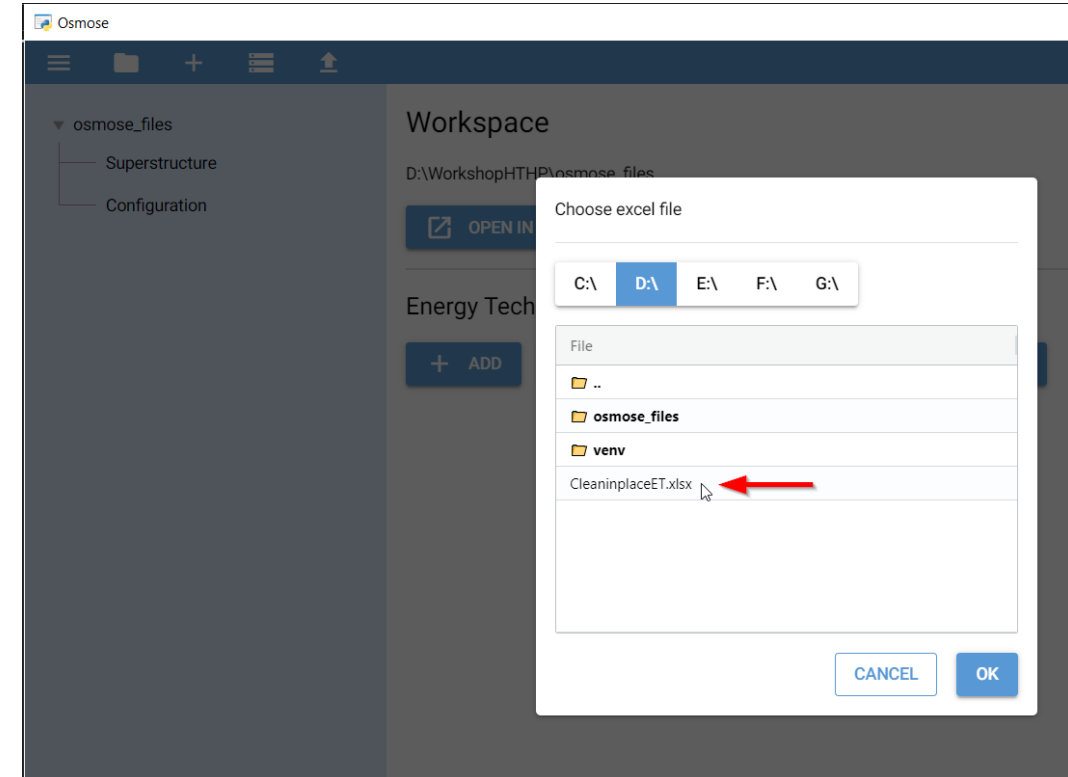 Osmose
osmose_files
Superstructure
Configuration
Workspace
D:\WorkshopHTHP\osmose_files
OPEN IN
Energy Tech
+ ADD
Choose excel file
C:\ D:\ E:\ F:\ G:\
File
..
osmose_files
venv
CleaninplaceET.xlsx
CANCEL OK